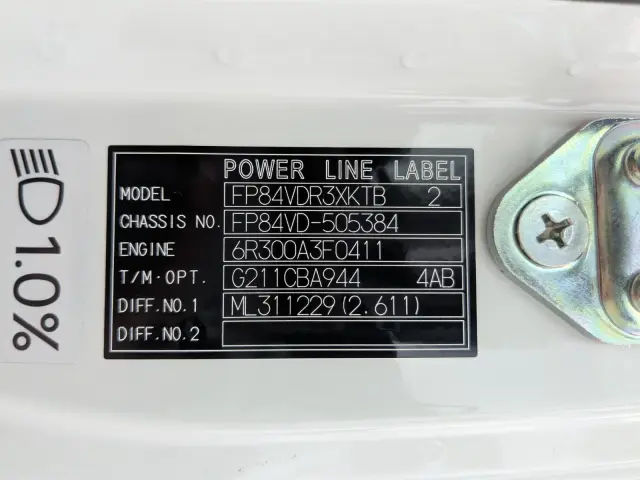 POWER LINE LABEL
MODEL FP84VDR3XKTB 2
CHASSIS NO. FP84VD-505384
ENGINE 6R300A3F0411
T/M·OPT. G211CBA944 4AB
DIFF.NO.1 ML311229(2.611)
DIFF.NO.2
1.0%